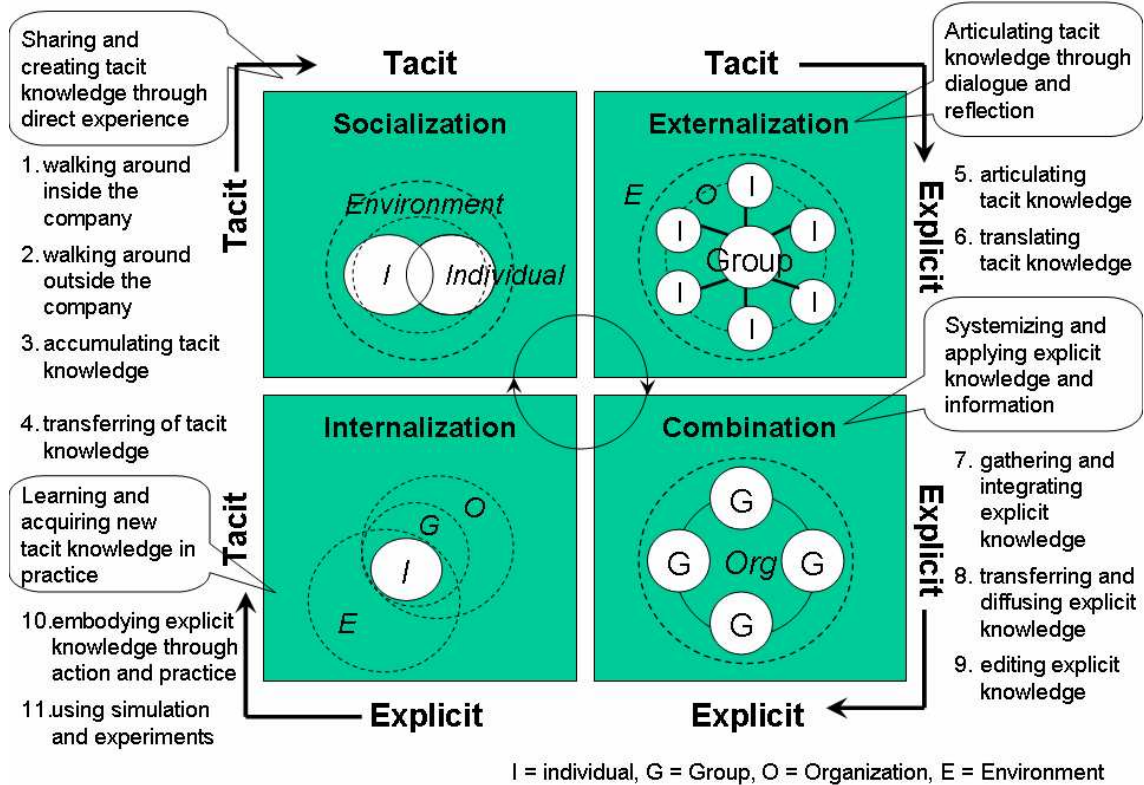 Sharing and
creating tacit
knowledge through
direct experience
Tacit
Tacit
Articulating tacit
knowledge through
dialogue and
reflection
1. walking around
inside the
company
2. walking around
outside the
company
3. accumulating tacit
knowledge
4. transferring of tacit
knowledge
Tacit
Socialization
Environment
I
Individual
Externalization
E
O
I
I
I
Group
I
I
I
Explicit
5. articulating
tacit knowledge
6. translating
tacit knowledge
Systemizing and
applying explicit
knowledge and
information
Learning and
acquiring new
tacit knowledge in
practice
Tacit
Internalization
O
G
I
E
Combination
G
G
Org
G
G
Explicit
7. gathering and
integrating
explicit
knowledge
8. transferring and
diffusing explicit
knowledge
9. editing explicit
knowledge
10. embodying explicit
knowledge through
action and practice
11. using simulation
and experiments
Explicit
Explicit
I = individual, G = Group, O = Organization, E = Environment